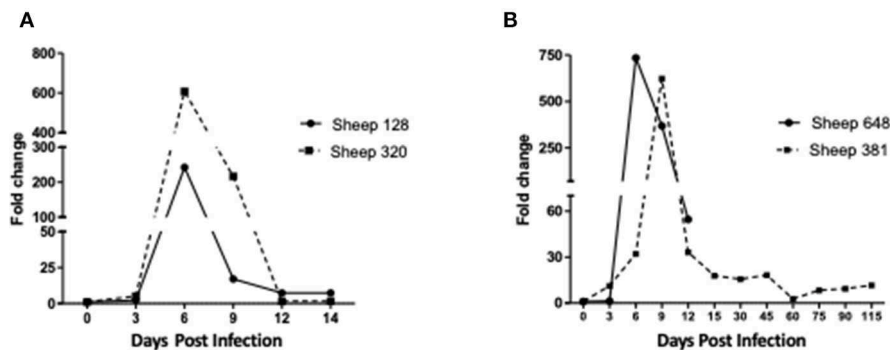 A
Fold change
800
600
400
300
200
100
50
25
0
0 3 6 9 12 14
Days Post Infection
Sheep 128
Sheep 320
B
Fold change
750
500
250
60
30
0
0 3 6 9 12 15 30 45 60 75 90 115
Days Post Infection
Sheep 648
Sheep 381